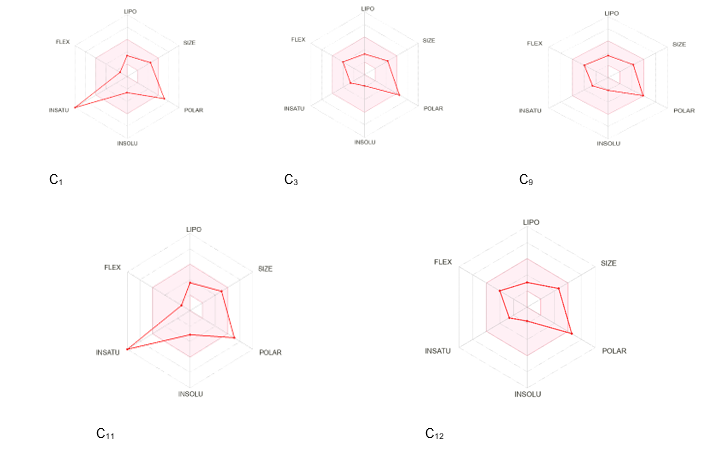 LIPO
FLEX SIZE
INSATU POLAR
INSOLU
C₁
LIPO
FLEX SIZE
INSATU POLAR
INSOLU
C₃
LIPO
FLEX SIZE
INSATU POLAR
INSOLU
C₉
LIPO
FLEX SIZE
INSATU POLAR
INSOLU
C₁₁
LIPO
FLEX SIZE
INSATU POLAR
INSOLU
C₁₂